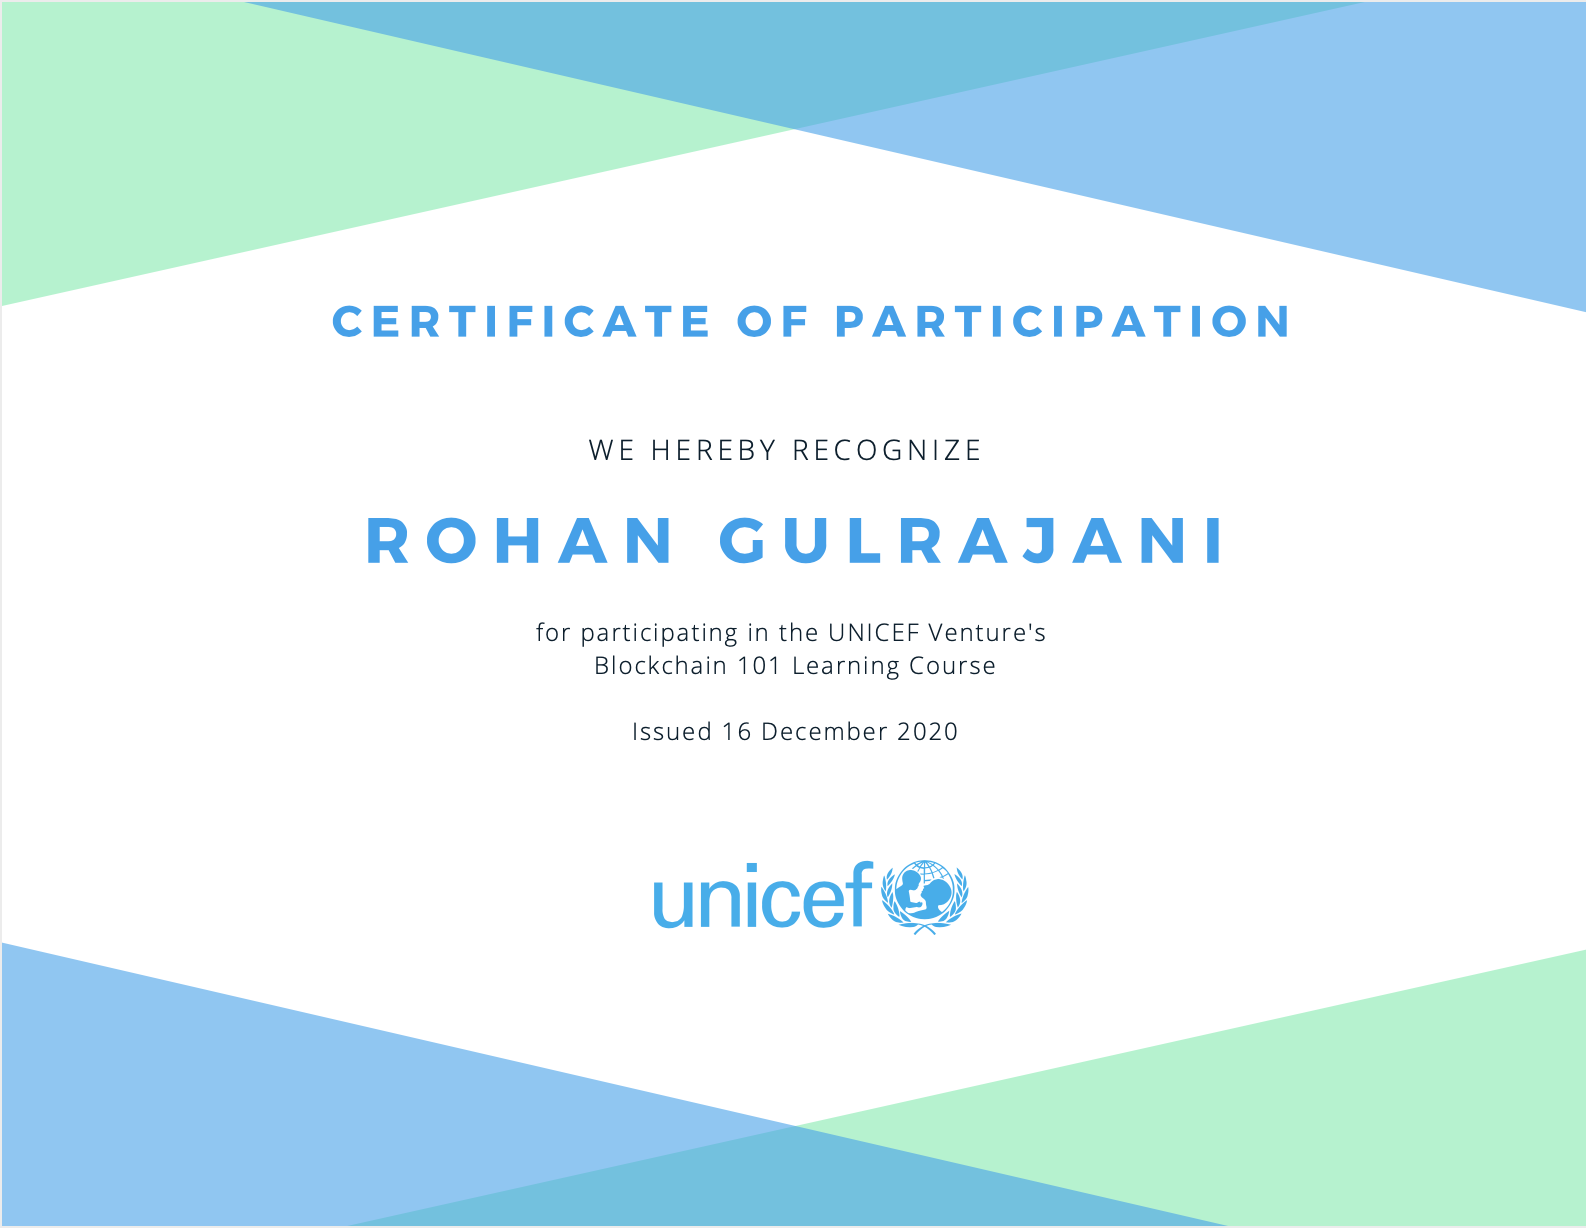 CERTIFICATE OF PARTICIPATION
WE HEREBY RECOGNIZE
ROHAN GULRAJANI
for participating in the UNICEF Venture's
Blockchain 101 Learning Course
Issued 16 December 2020
unicef